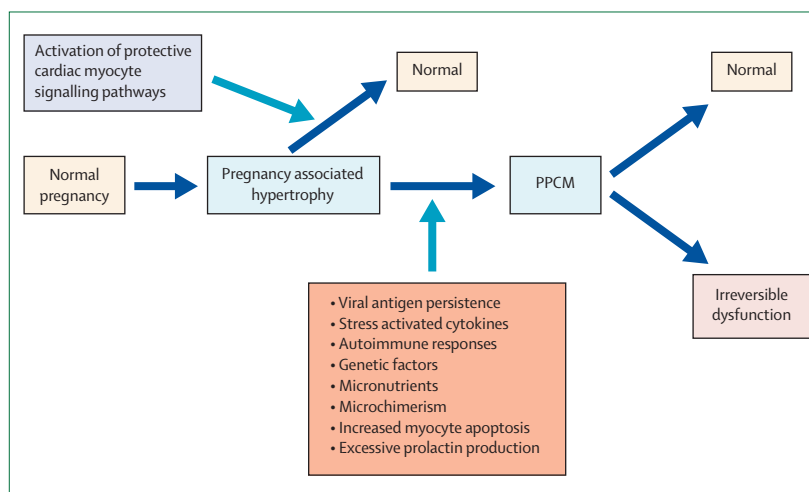 Activation of protective
cardiac myocyte
signalling pathways
Normal
Normal
Normal
pregnancy
Pregnancy associated
hypertrophy
PPCM
Irreversible
dysfunction
• Viral antigen persistence
• Stress activated cytokines
• Autoimmune responses
• Genetic factors
• Micronutrients
• Microchimerism
• Increased myocyte apoptosis
• Excessive prolactin production